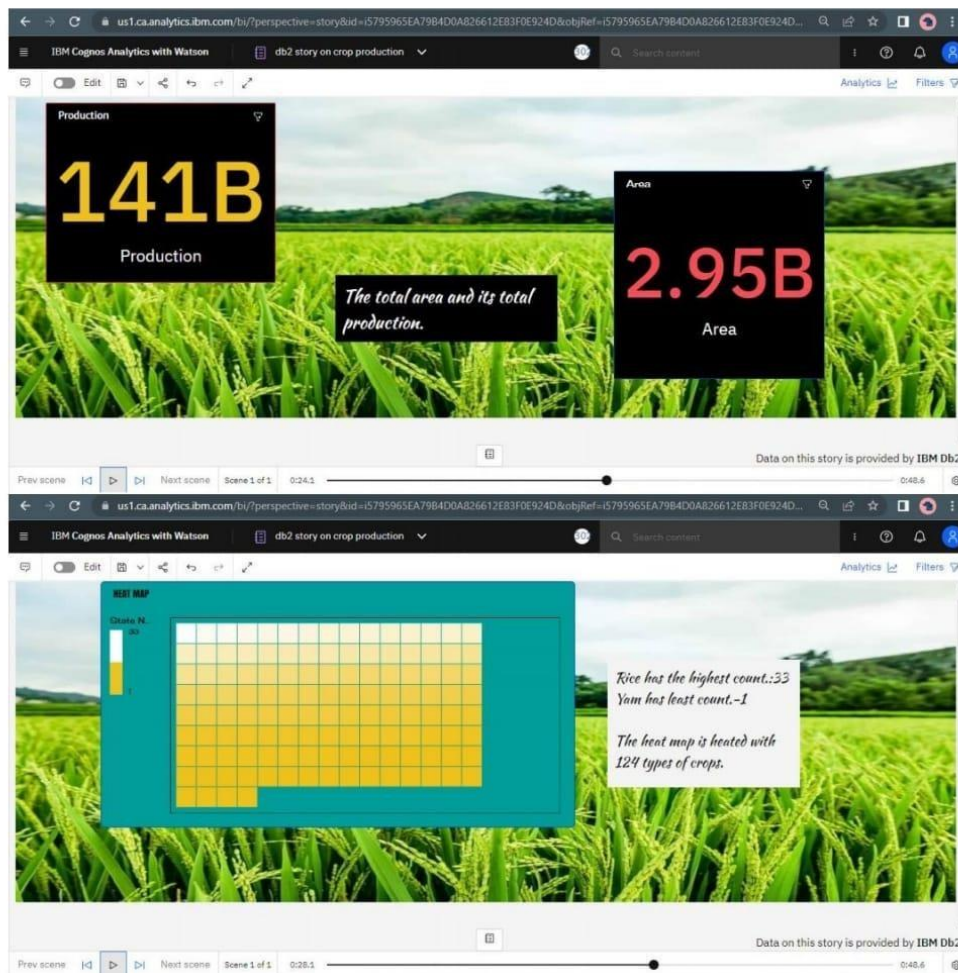 us1.ca.analytics.ibm.com/bi/?perspective=story&id=i5795965EA79B4D0A826612E83F0E924D&objRef=i5795965EA79B4D0A826612E83F0E924D...
IBM Cognos Analytics with Watson db2 story on crop production Search content
Edit Analytics Filters
Production
141B
Production
Area
2.95B
Area
The total area and its total
production.
Data on this story is provided by IBM Db2
Prev scene Next scene Scene 1 of 1 0:24.1 0:48.6
us1.ca.analytics.ibm.com/bi/?perspective=story&id=i5795965EA79B4D0A826612E83F0E924D&objRef=i5795965EA79B4D0A826612E83F0E924D...
IBM Cognos Analytics with Watson db2 story on crop production Search content
Edit Analytics Filters
HEAT MAP
State N...
33
1
Rice has the highest count.:33
Yam has least count.-1
The heat map is heated with
124 types of crops.
Data on this story is provided by IBM Db2
Prev scene Next scene Scene 1 of 1 0:28.1 0:48.6